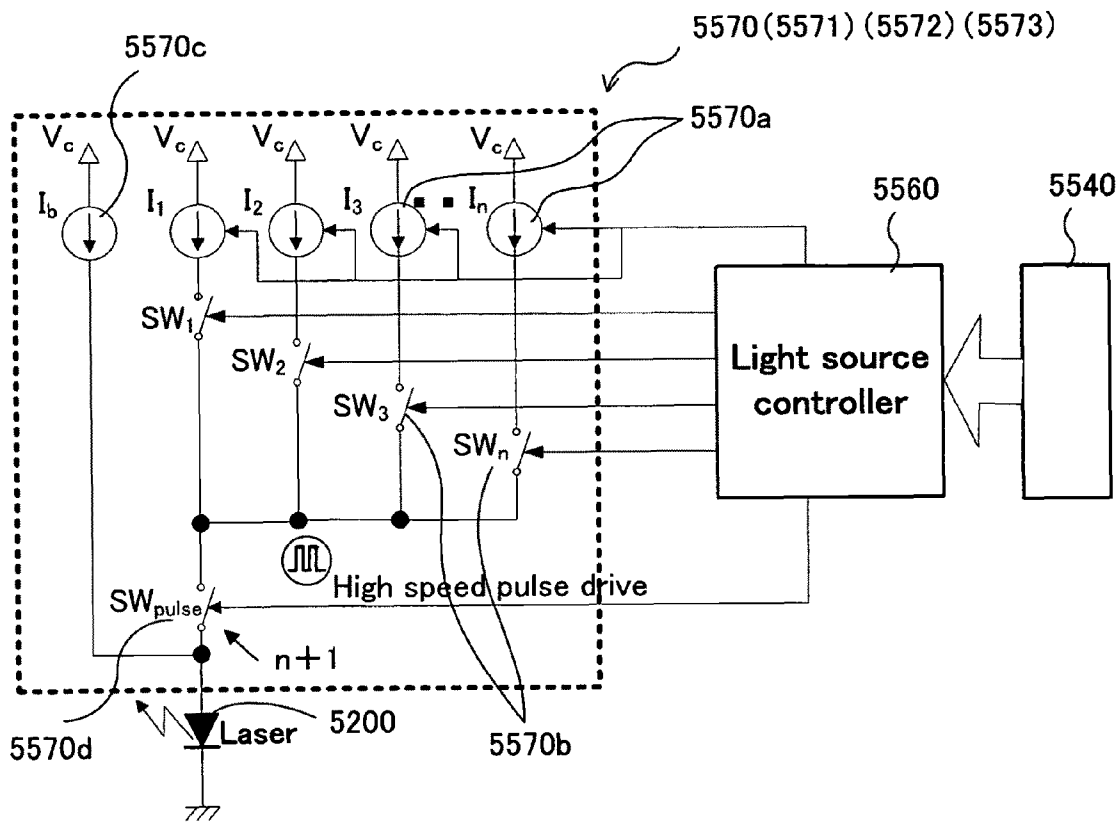 5570c
5570(5571)(5572)(5573)
5570a
Vc Vc Vc Vc Vc
5560
5540
Ib I1 I2 I3 In
SW1
SW2
SW3
SWn
Light source
controller
High speed pulse drive
SWpulse
n+1
5200
Laser
5570d
5570b